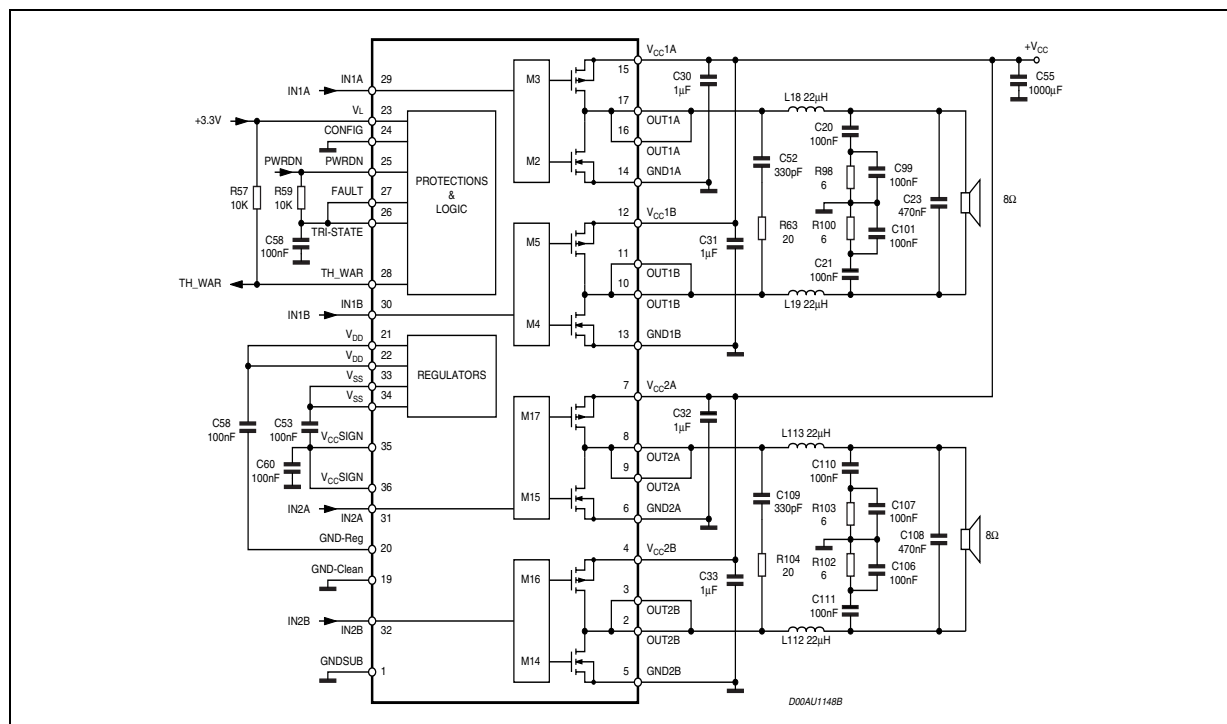 +VCC
VCC1A
15
M3
C30
1µF
C55
1000µF
IN1A
29
IN1A
L18 22µH
17
OUT1A
VL
23
+3.3V
CONFIG
24
16
OUT1A
C20
100nF
PWRDN
PWRDN
25
M2
14
GND1A
C52
330pF
R98
6
C99
100nF
R57
10K
R59
10K
FAULT
27
PROTECTIONS
&
LOGIC
C23
470nF
8Ω
26
TRI-STATE
12
VCC1B
R63
20
R100
6
C101
100nF
C58
100nF
M5
C31
1µF
11
OUT1B
C21
100nF
TH_WAR
28
TH_WAR
10
OUT1B
L19 22µH
IN1B
30
IN1B
M4
13
GND1B
VDD
21
VDD
22
REGULATORS
VSS
33
VSS
34
7
VCC2A
C58
100nF
C53
100nF
M17
C32
1µF
VCCSIGN
35
8
OUT2A
L113 22µH
C60
100nF
9
OUT2A
C110
100nF
VCCSIGN
36
M15
C109
330pF
R103
6
C107
100nF
IN2A
IN2A
31
6
GND2A
C108
470nF
8Ω
GND-Reg
20
4
VCC2B
R104
20
R102
6
C106
100nF
GND-Clean
19
M16
C33
1µF
3
OUT2B
C111
100nF
IN2B
IN2B
32
2
OUT2B
L112 22µH
GNDSUB
1
M14
5
GND2B
D00AU1148B